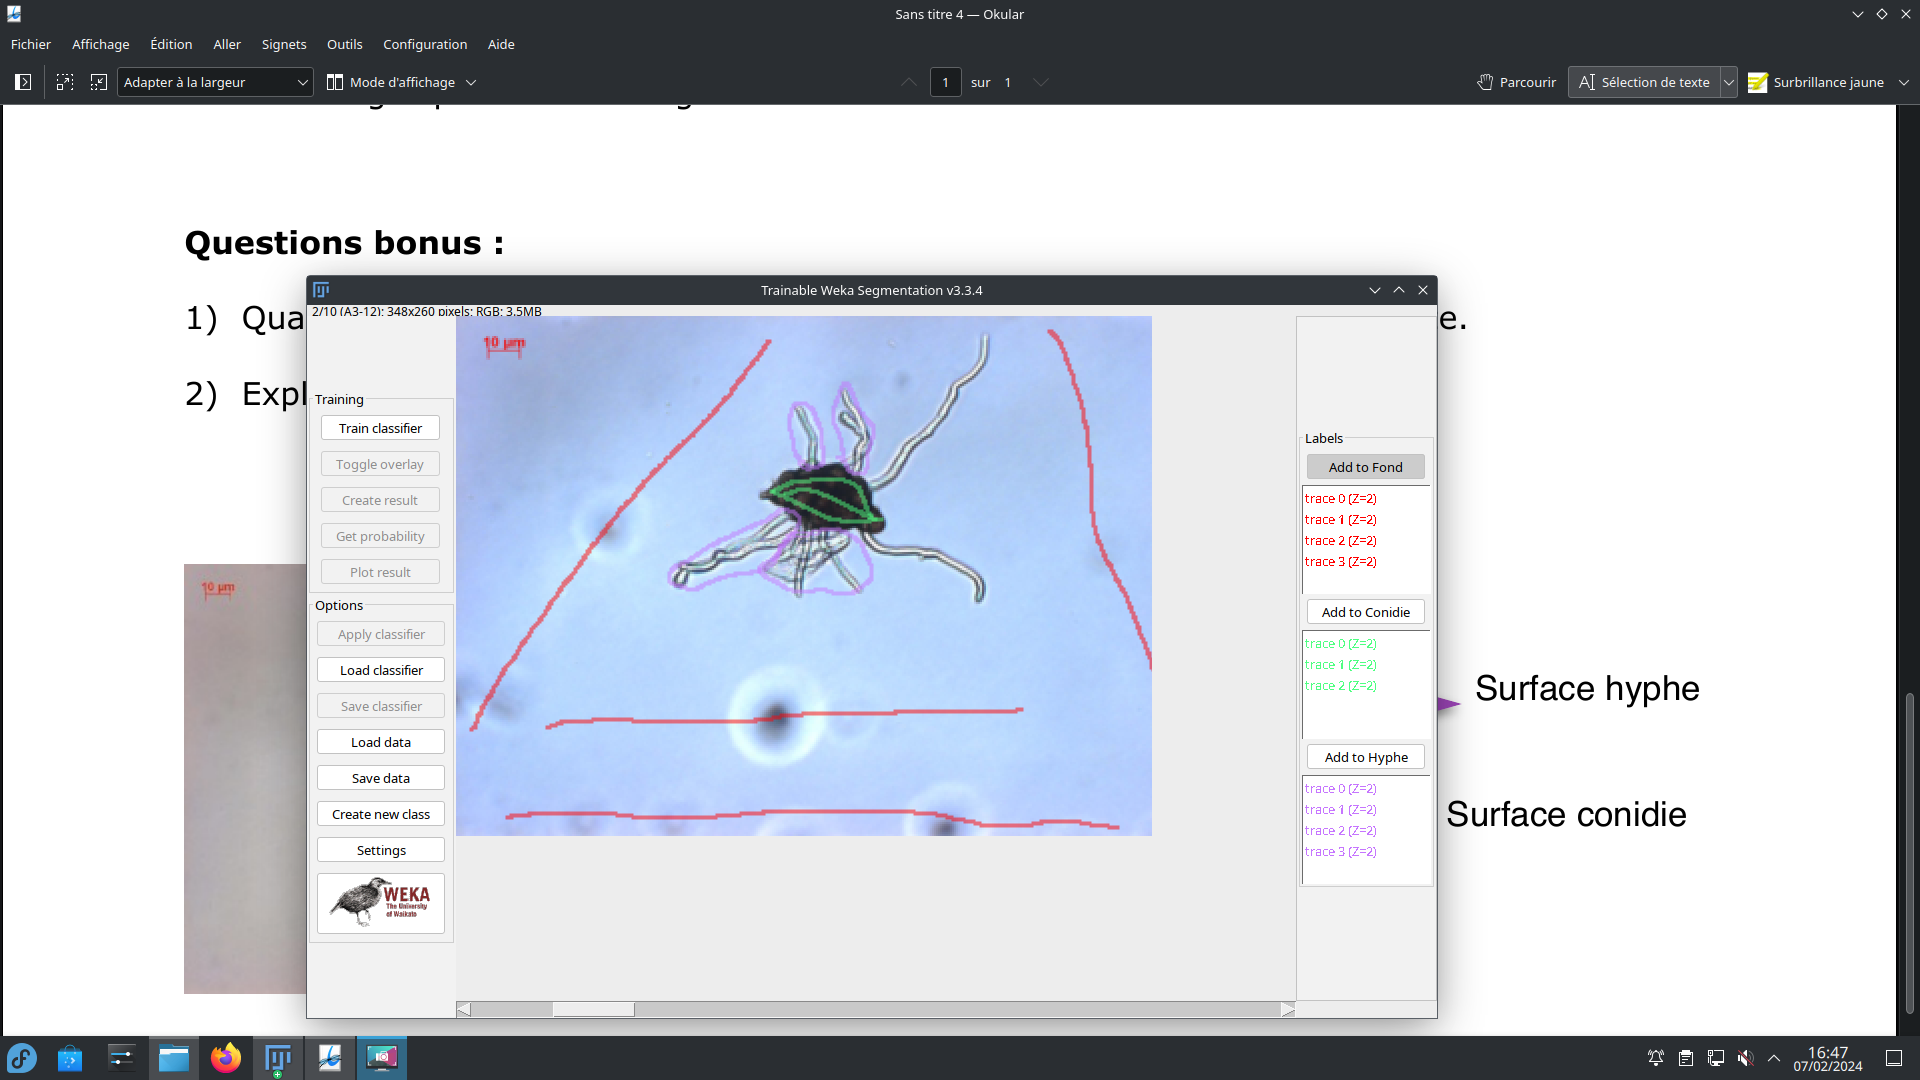 Sans titre 4 — Okular
Fichier Affichage Édition Aller Signets Outils Configuration Aide
Adapter à la largeur Mode d'affichage 1 sur 1 Parcourir Sélection de texte Surbrillance jaune
Questions bonus :
1) Qua
e.
2) Expl
Trainable Weka Segmentation v3.3.4
2/10 (A3-12); 348x260 pixels; RGB; 3.5MB
10 µm
Training
Train classifier
Toggle overlay
Create result
Get probability
Plot result
Options
Apply classifier
Load classifier
Save classifier
Load data
Save data
Create new class
Settings
WEKA
The University
of Waikato
Labels
Add to Fond
trace 0 (Z=2)
trace 1 (Z=2)
trace 2 (Z=2)
trace 3 (Z=2)
Add to Conidie
trace 0 (Z=2)
trace 1 (Z=2)
trace 2 (Z=2)
Add to Hyphe
trace 0 (Z=2)
trace 1 (Z=2)
trace 2 (Z=2)
trace 3 (Z=2)
10 µm
Surface hyphe
Surface conidie
16:47
07/02/2024